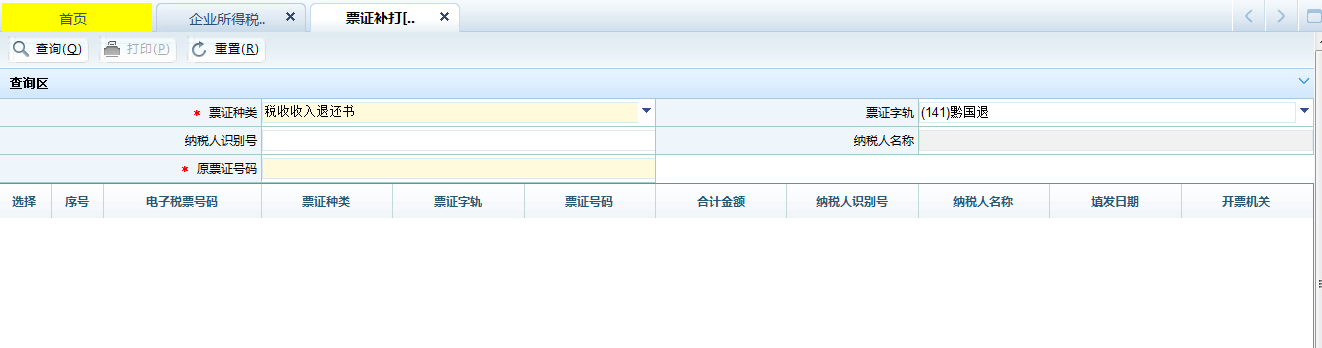 首页 企业所得税.. 票证补打[..
查询(Q) 打印(P) 重置(R)
查询区
* 票证种类 税收收入退还书 票证字轨 (141)黔国退
纳税人识别号 纳税人名称
* 原票证号码
选择 序号 电子税票号码 票证种类 票证字轨 票证号码 合计金额 纳税人识别号 纳税人名称 填发日期 开票机关